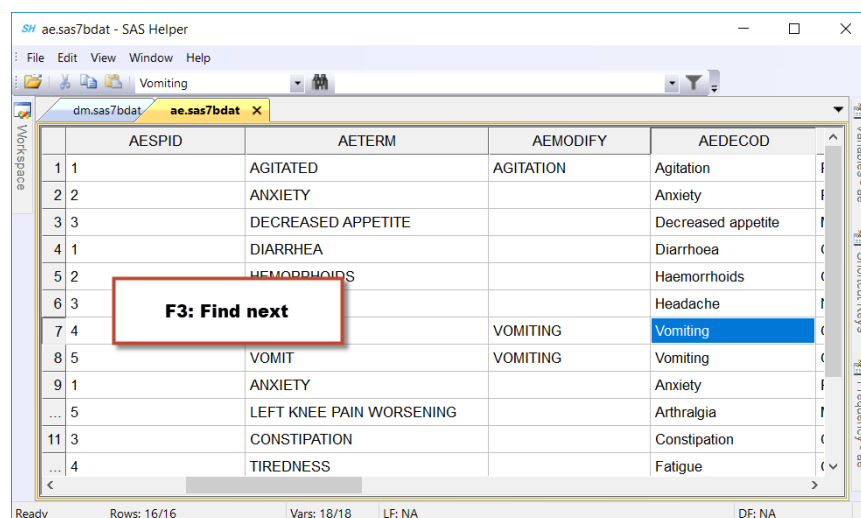 SH ae.sas7bdat - SAS Helper
File Edit View Window Help
Vomiting
dm.sas7bdat ae.sas7bdat
Workspace
AESPID AETERM AEMODIFY AEDECOD
1 1 AGITATED AGITATION Agitation
2 2 ANXIETY Anxiety
3 3 DECREASED APPETITE Decreased appetite
4 1 DIARRHEA Diarrhoea
5 2 HEMORRHOIDS Haemorrhoids
6 3 Headache
F3: Find next
7 4 VOMITING Vomiting
8 5 VOMIT VOMITING Vomiting
9 1 ANXIETY Anxiety
... 5 LEFT KNEE PAIN WORSENING Arthralgia
11 3 CONSTIPATION Constipation
... 4 TIREDNESS Fatigue
Ready Rows: 16/16 Vars: 18/18 LF: NA DF: NA